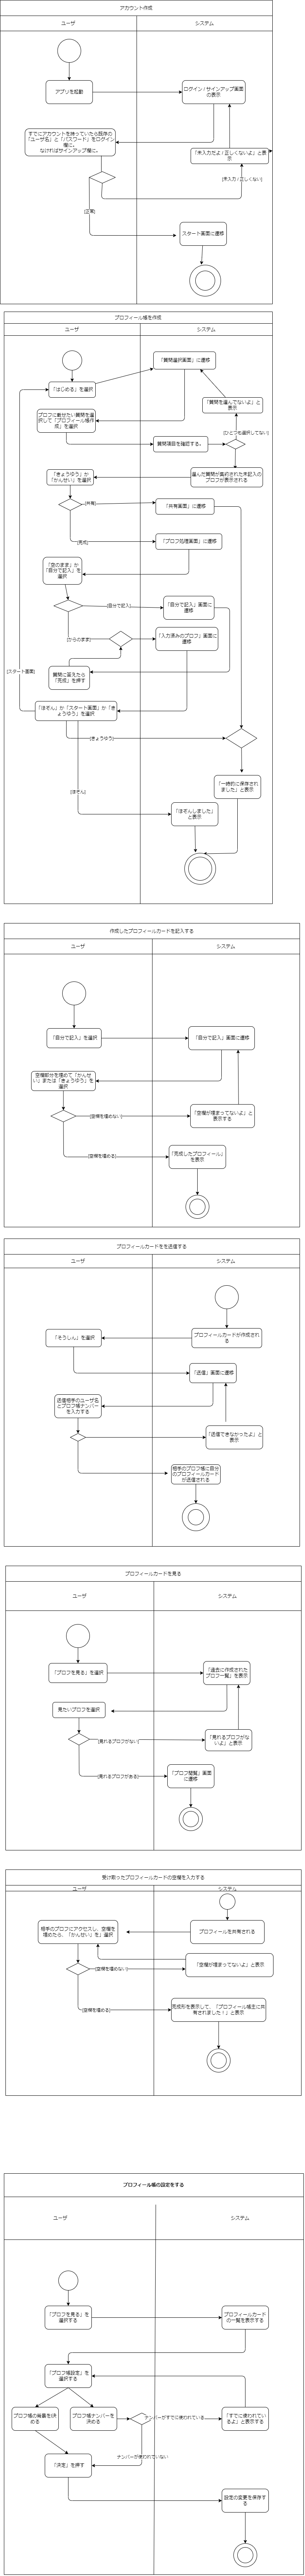 アカウント作成
ユーザ
システム
アプリを起動
ログイン / サインアップ画面
の表示
すでにアカウントを持っていたら既存の
「ユーザ名」と「パスワード」をログイン
欄に。
なければサインアップ欄に。
「未入力だよ / 正しくないよ」と表
示
[未入力 / 正しくない]
[正常]
スタート画面に遷移
プロフィール帳を作成
ユーザ
システム
「はじめる」を選択
「質問選択画面」に遷移
プロフに載せたい質問を選
択して「プロフィール帳作
成」を選択
「質問を選んでないよ」と
表示
[ひとつも選択してない]
質問項目を確認する。
「きょうゆう」か
「かんせい」を選択
選んだ質問が羅列された未記入の
プロフが表示される
[共有]
「共有画面」に遷移
[完成]
「プロフ処理画面」に遷移
「空のまま」か
「自分で記入」を
選択
[自分で記入]
「自分で記入」画面に
遷移
[からのまま]
「入力済みのプロフ」画面に
遷移
[スタート画面]
質問に答えたら
「完成」を押す
「ほぞん」か「スタート画面」か「き
ょうゆう」を選択
[きょうゆう]
「一時的に保存され
ました」と表示
[ほぞん]
「ほぞんしました」
と表示
作成したプロフィールカードを記入する
ユーザ
システム
「自分で記入」を選択
「自分で記入」画面に遷移
空欄部分を埋めて「かんせ
い」または「きょうゆう」を
選択
[空欄を埋めない]
「空欄が埋まってないよ」と
表示する
[空欄を埋める]
「完成したプロフィール」
を表示
プロフィールカードをを送信する
ユーザ
システム
「そうしん」を選択
プロフィールカードが作成され
る
「送信」画面に遷移
送信相手のユーザ名
とプロフ帳ナンバー
を入力する
「送信できなかったよ」と
表示
相手のプロフ帳に自分
のプロフィールカード
が送信される
プロフィールカードを見る
ユーザ
システム
「プロフを見る」を選択
「過去に作成された
プロフ一覧」を表示
見たいプロフを選択
[見れるプロフがない]
「見れるプロフがな
いよ」と表示
[見れるプロフがある]
「プロフ閲覧」画面
に遷移
受け取ったプロフィールカードの空欄を入力する
ユーザ
システム
相手のプロフにアクセスし、空欄を
埋めたら、「かんせい」を」選択
プロフィールを共有される
[空欄を埋めない]
「空欄が埋まってないよ」と表示
[空欄を埋める]
完成形を表示して、「プロフィール帳主に共
有されました！」と表示
プロフィール帳の設定をする
ユーザ
システム
「プロフを見る」を
選択する
プロフィールカード
の一覧を表示する
「プロフ帳設定」を
選択する
プロフ帳の背景を決
める
プロフ帳ナンバーを
決める
ナンバーがすでに使われている
「すでに使われてい
るよ」と表示する
ナンバーが使われていない
「決定」を押す
設定の変更を保存す
る